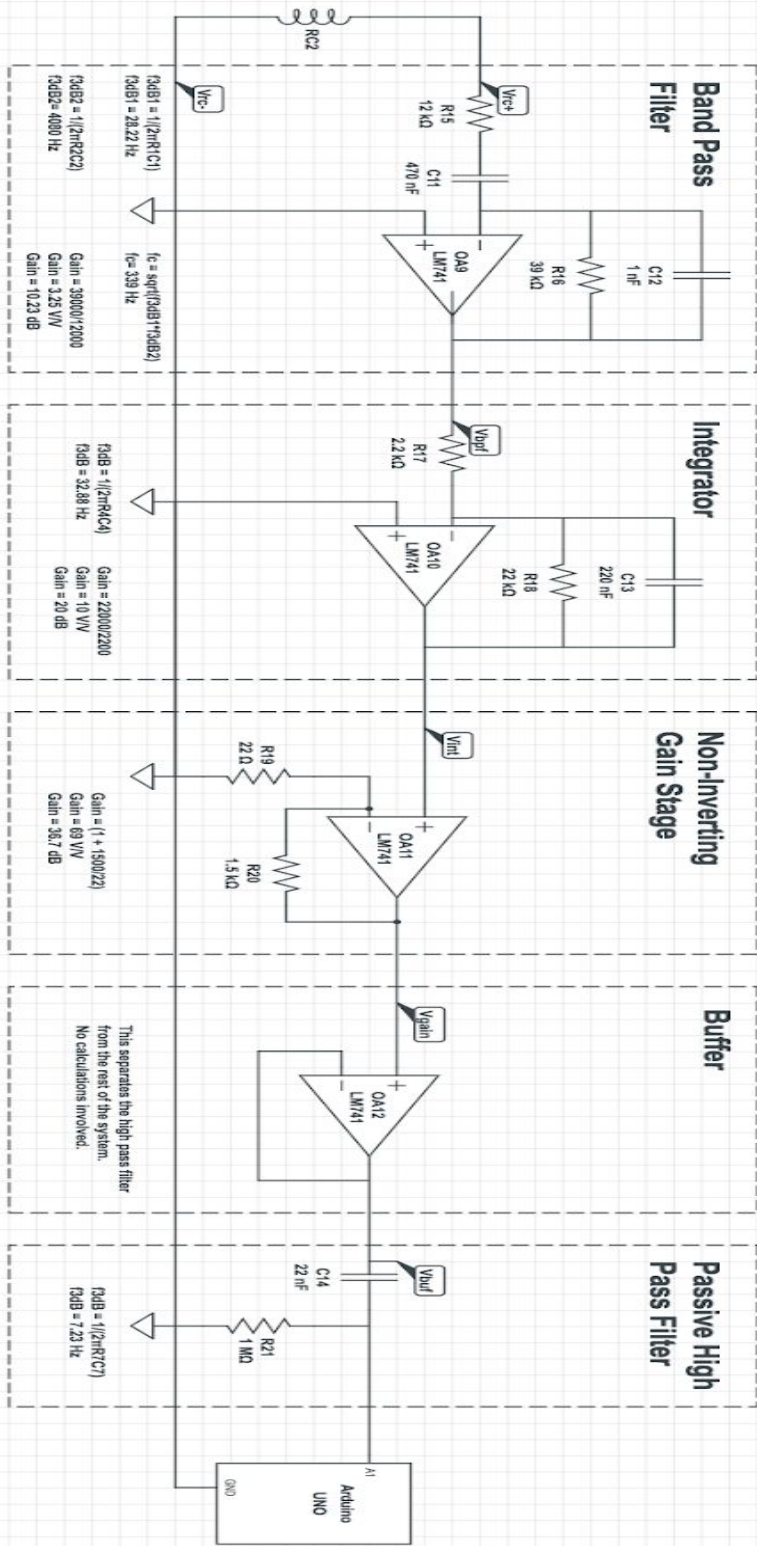 RC2
Band Pass
Filter
Vrc+
Vrc-
R15
12 kΩ
C11
470 nF
C12
1 nF
R16
39 kΩ
OA9
LM741
f3dB1 = 1/(2πR1C1)
f3dB1 = 28.22 Hz
f3dB2 = 1/(2πR2C2)
f3dB2= 4080 Hz
fc = sqrt(f3dB1*f3dB2)
fc= 339 Hz
Gain = 39000/12000
Gain = 3.25 V/V
Gain = 10.23 dB
Integrator
Vbpf
R17
2.2 kΩ
C13
220 nF
R18
22 kΩ
OA10
LM741
f3dB = 1/(2πR4C4)
f3dB = 32.88 Hz
Gain = 22000/2200
Gain = 10 V/V
Gain = 20 dB
Non-Inverting
Gain Stage
Vint
OA11
LM741
R19
22 Ω
R20
1.5 kΩ
Gain = (1 + 1500/22)
Gain = 69 V/V
Gain = 36.7 dB
Buffer
Vgain
OA12
LM741
This separates the high pass filter
from the rest of the system.
No calculations involved.
Passive High
Pass Filter
Vbuf
C14
22 nF
R21
1 MΩ
f3dB = 1/(2πR7C7)
f3dB = 7.23 Hz
A1
Arduino
UNO
GND